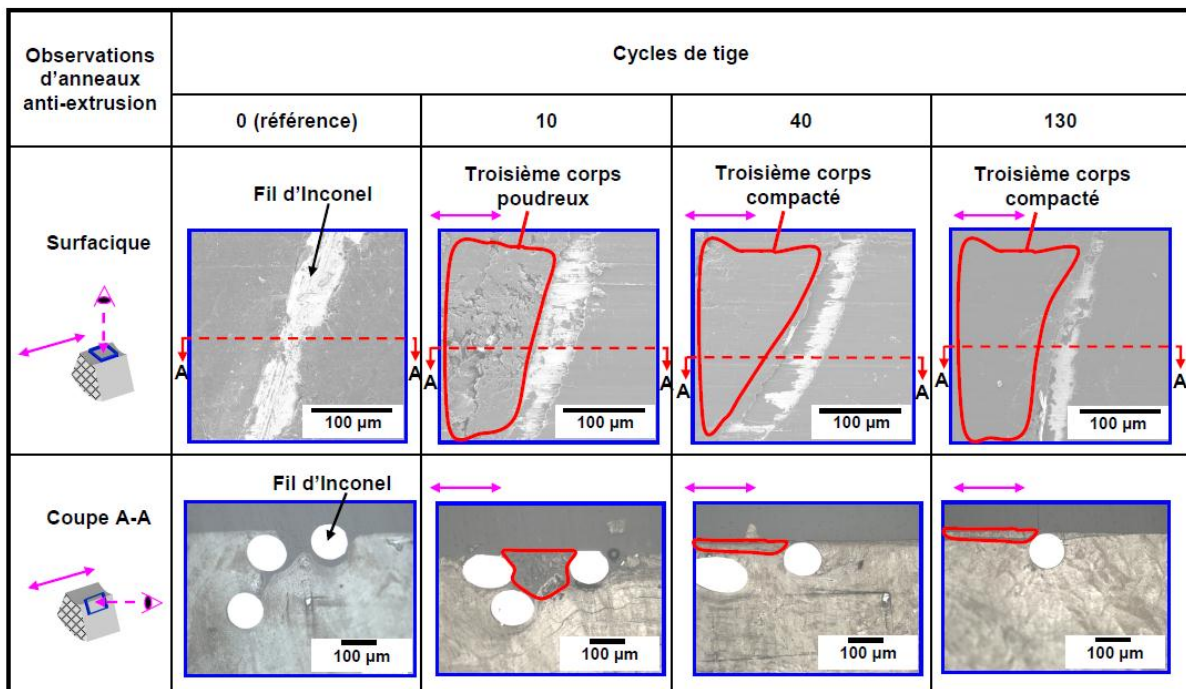 Observations
d'anneaux
anti-extrusion
Cycles de tige
0 (référence)
10
40
130
Surfacique
Fil d'Inconel
Troisième corps
poudreux
Troisième corps
compacté
Troisième corps
compacté
A
A
A
A
A
A
A
A
100 µm
100 µm
100 µm
100 µm
Coupe A-A
Fil d'Inconel
100 µm
100 µm
100 µm
100 µm